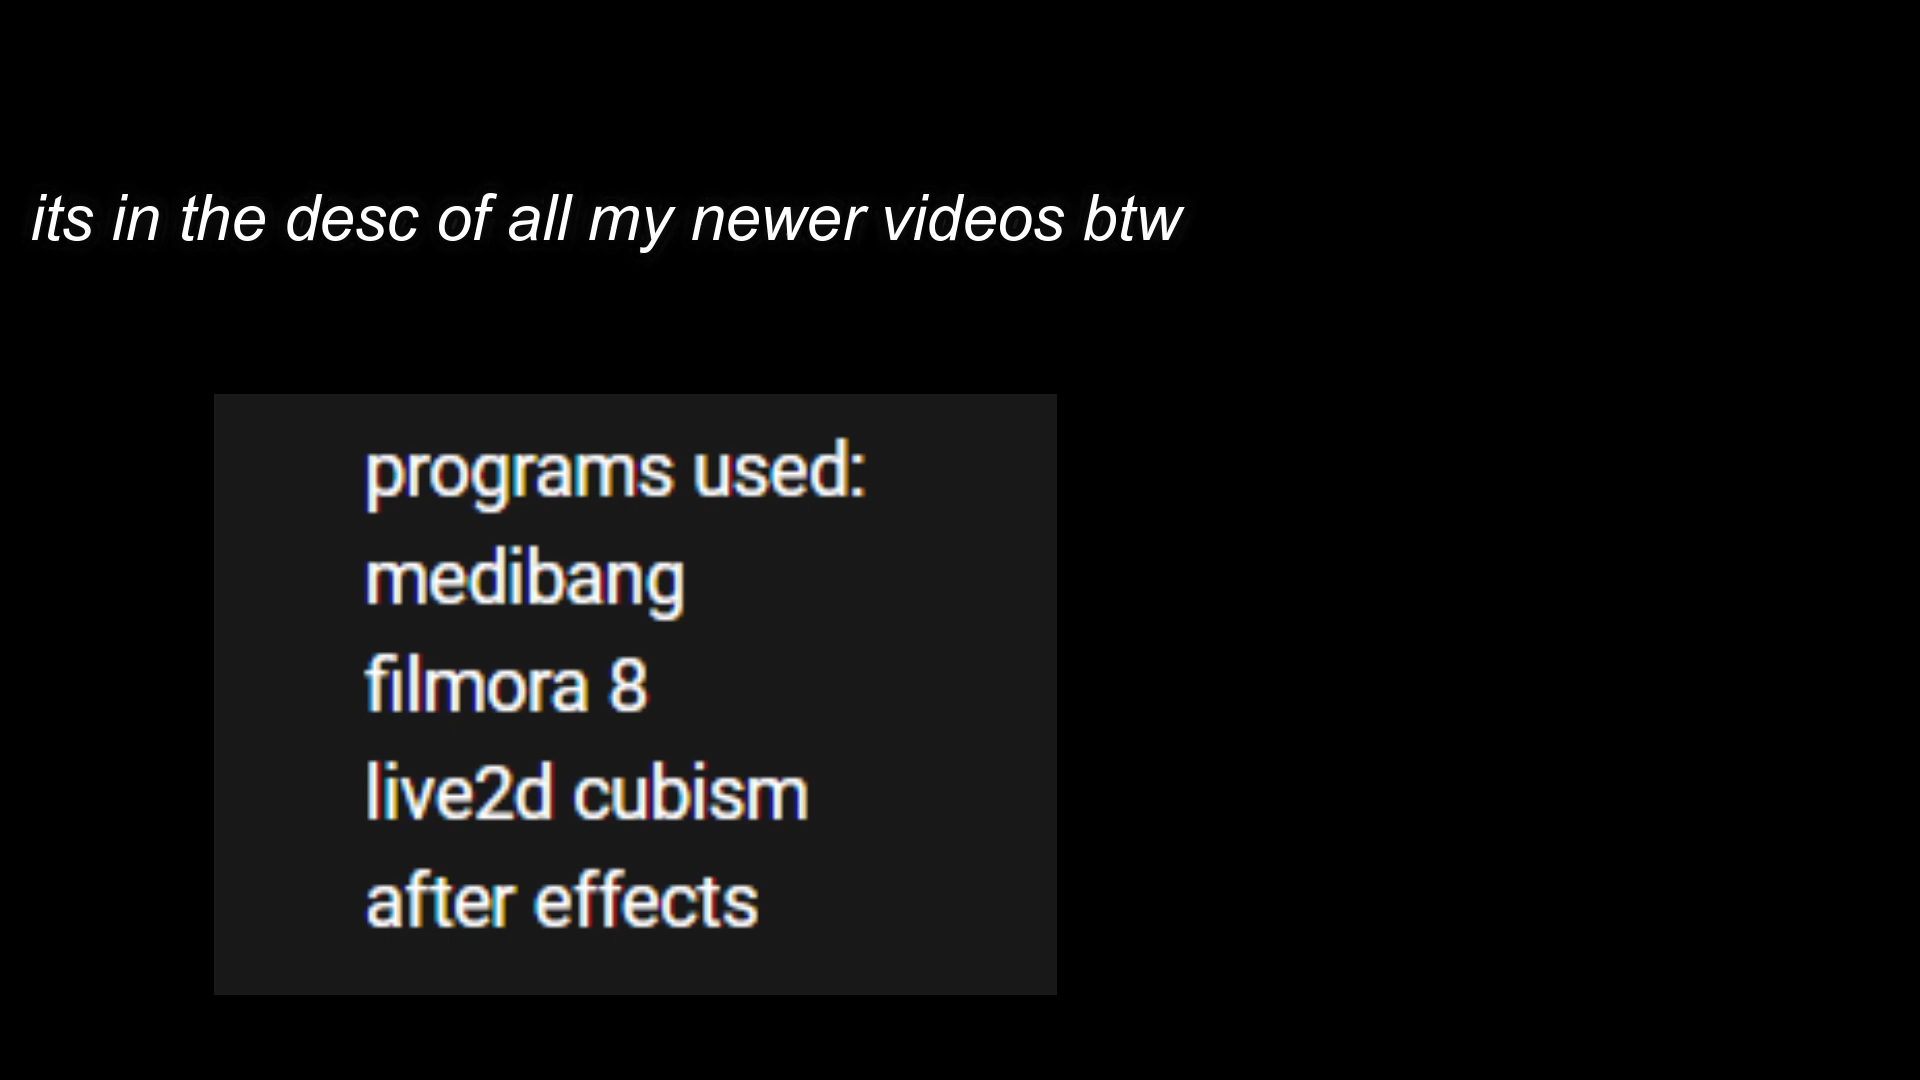 its in the desc of all my newer videos btw
programs used:
medibang
filmora 8
live2d cubism
after effects